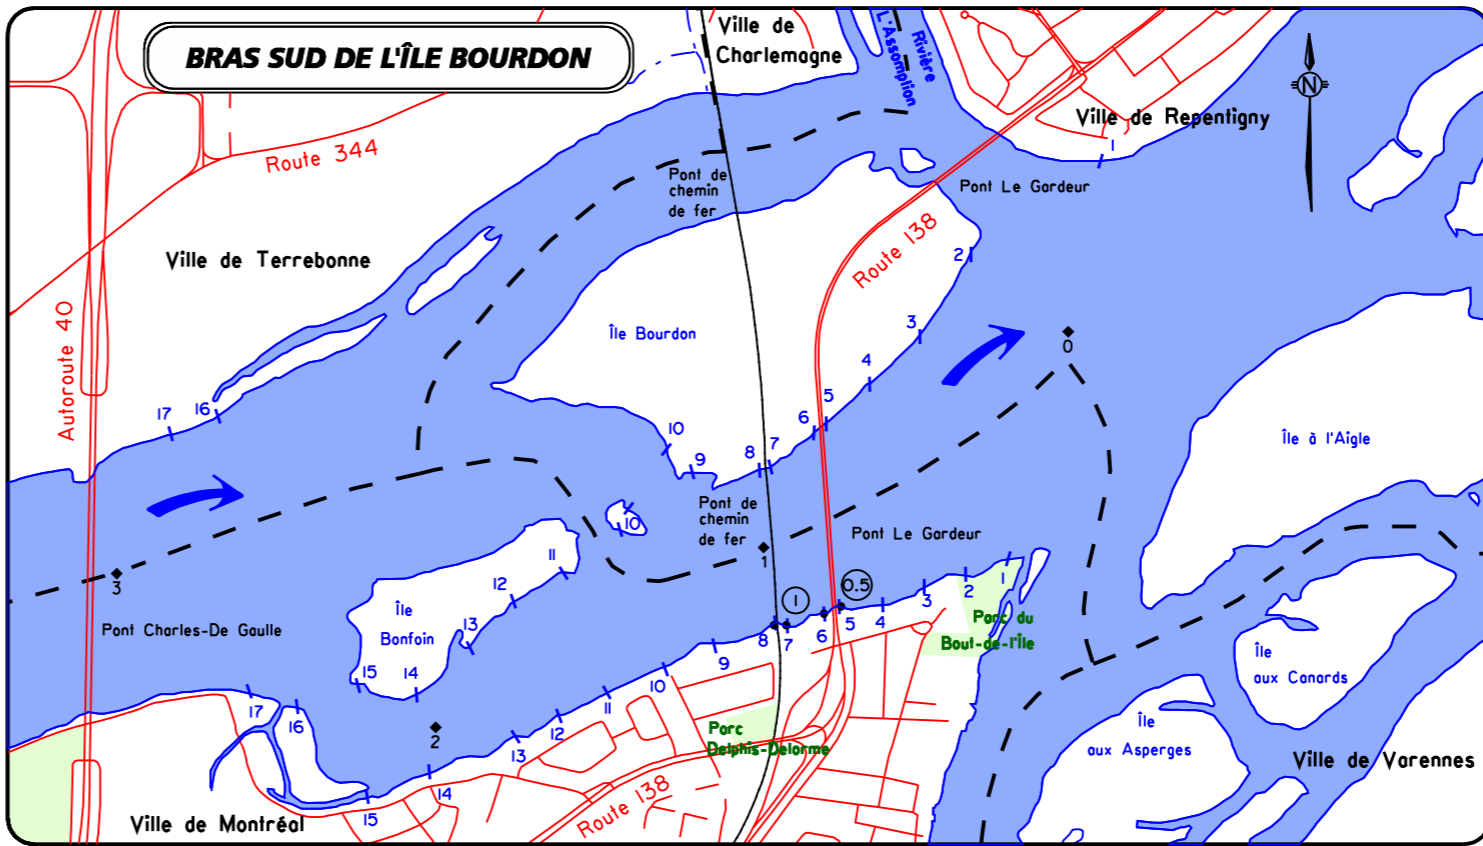 BRAS SUD DE L'ÎLE BOURDON
Ville de
Charlemagne
Rivière
L'Assomption
N
Ville de Repentigny
1
Route 344
Pont de
chemin
de fer
Pont Le Gardeur
Ville de Terrebonne
Route 138
2
Autoroute 40
Île Bourdon
3
0
4
5
6
17
16
10
9
8
7
Île à l'Aigle
Pont de
chemin
de fer
10
Pont Le Gardeur
1
11
12
13
3
Île
Bonfoin
Pont Charles-De Gaulle
15
14
1
0.5
8
7
6
5
4
3
2
1
Parc du
Bout-de-l'Île
9
10
11
12
13
14
15
16
17
2
Île
aux Canards
Île
aux Asperges
Parc
Delphis-Delorme
Ville de Varennes
Route 138
Ville de Montréal